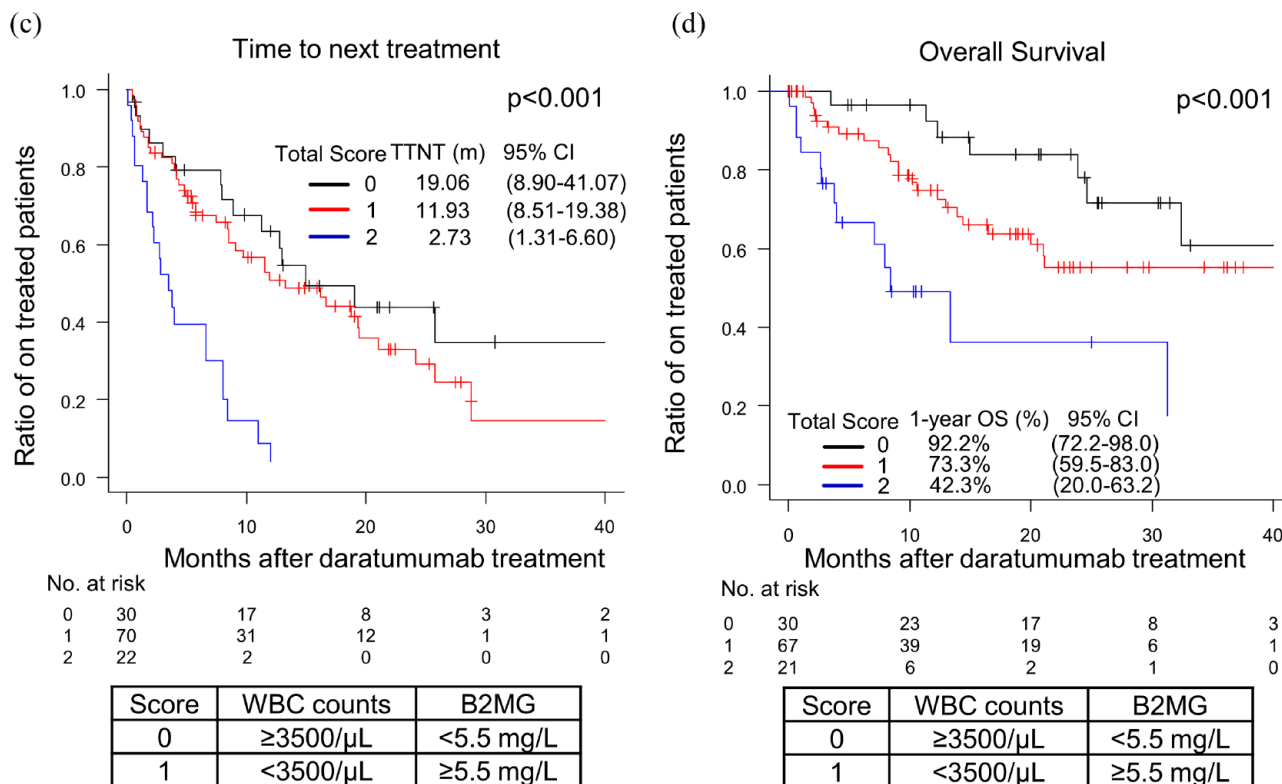 (c)
Time to next treatment
p<0.001
Total Score TTNT (m) 95% CI
0 19.06 (8.90-41.07)
1 11.93 (8.51-19.38)
2 2.73 (1.31-6.60)
Ratio of on treated patients
1.0
0.8
0.6
0.4
0.2
0.0
0 10 20 30 40
Months after daratumumab treatment
No. at risk
0 30 17 8 3 2
1 70 31 12 1 1
2 22 2 0 0 0
Score WBC counts B2MG
0 ≥3500/μL <5.5 mg/L
1 <3500/μL ≥5.5 mg/L
(d)
Overall Survival
p<0.001
Ratio of on treated patients
1.0
0.8
0.6
0.4
0.2
0.0
Total Score 1-year OS (%) 95% CI
0 92.2% (72.2-98.0)
1 73.3% (59.5-83.0)
2 42.3% (20.0-63.2)
0 10 20 30 40
Months after daratumumab treatment
No. at risk
0 30 23 17 8 3
1 67 39 19 6 1
2 21 6 2 1 0
Score WBC counts B2MG
0 ≥3500/μL <5.5 mg/L
1 <3500/μL ≥5.5 mg/L